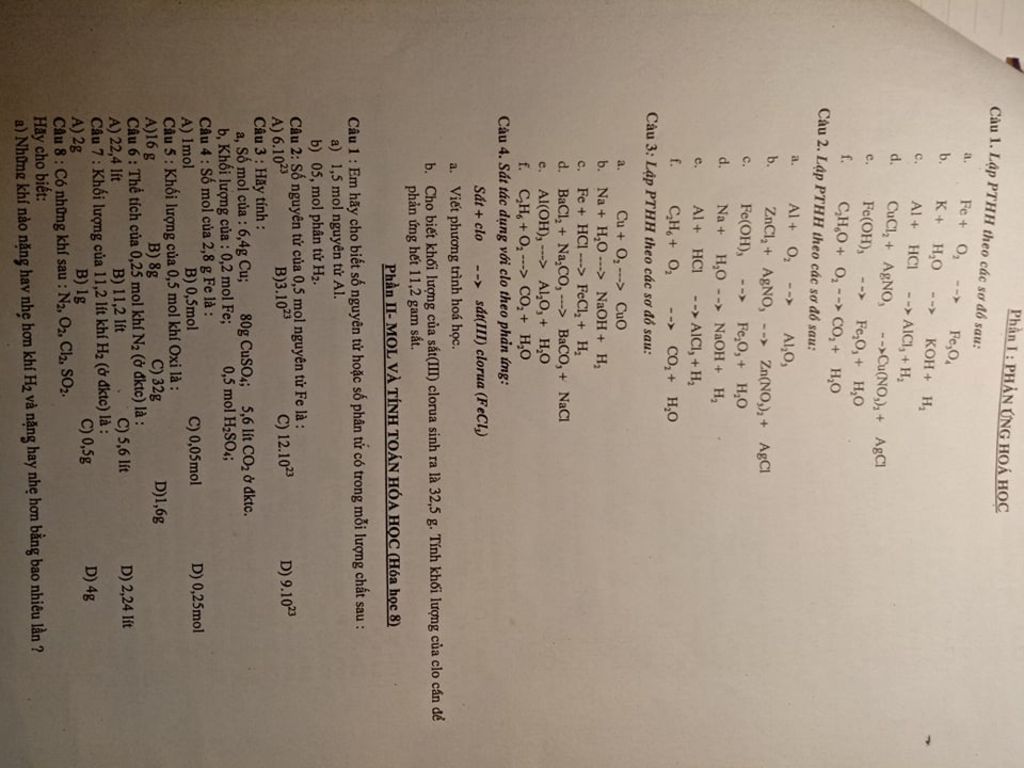 Phần I : PHẢN ỨNG HOÁ HỌC
Câu 1. Lập PTHH theo các sơ đồ sau:
a. Fe + O₂ --> Fe₃O₄
b. K + H₂O --> KOH + H₂
c. Al + HCl --> AlCl₃ + H₂
d. CuCl₂ + AgNO₃ -->Cu(NO₃)₂ + AgCl
e. Fe(OH)₃ --> Fe₂O₃ + H₂O
f. C₂H₆O + O₂ --> CO₂ + H₂O
Câu 2. Lập PTHH theo các sơ đồ sau:
a. Al + O₂ --> Al₂O₃
b. ZnCl₂ + AgNO₃ --> Zn(NO₃)₂ + AgCl
c. Fe(OH)₃ --> Fe₂O₃ + H₂O
d. Na + H₂O --> NaOH + H₂
e. Al + HCl --> AlCl₃ + H₂
f. C₂H₆ + O₂ --> CO₂ + H₂O
Câu 3: Lập PTHH theo các sơ đồ sau:
a. Cu + O₂ ---> CuO
b. Na + H₂O ---> NaOH + H₂
c. Fe + HCl ---> FeCl₂ + H₂
d. BaCl₂ + Na₂CO₃ ---> BaCO₃ + NaCl
e. Al(OH)₃ ---> Al₂O₃ + H₂O
f. + O₂ ---> CO₂ + H₂O
Câu 4. Sắt tác dụng với clo theo phản ứng:
Sắt + clo --> sắt(III) clorua (FeCl₃)
a. Viết phương trình hoá học.
b. Cho biết khối lượng của sắt(III) clorua sinh ra là 32,5 g. Tính khối lượng của clo cần để
phản ứng hết 11,2 gam sắt.
Phần II- MOL VÀ TÍNH TOÁN HÓA HỌC (Hóa học 8)
Câu 1 : Em hãy cho biết số nguyên tử hoặc số phân tử có trong mỗi lượng chất sau :
a) 1,5 mol nguyên tử Al.
b) 05, mol phân tử H₂.
Câu 2: Số nguyên tử của 0,5 mol nguyên tử Fe là :
A) 6.10²³ B)3.10²³ C) 12.10²³ D) 9.10²³
Câu 3 : Hãy tính :
a, Số mol của : 6,4g Cu; 80g CuSO₄; 5,6 lít CO₂ ở đktc.
b, Khối lượng của : 0,2 mol Fe; 0,5 mol H₂SO₄;
Câu 4 : Số mol của 2,8 g Fe là :
A) 1mol B) 0,5mol C) 0,05mol D) 0,25mol
Câu 5 : Khối lượng của 0,5 mol khí Oxi là :
A)16 g B) 8g C) 32g D)1,6g
Câu 6 : Thể tích của 0,25 mol khí N₂ (ở đktc) là :
A) 22,4 lít B) 11,2 lít C) 5,6 lít D) 2,24 lít
Câu 7 : Khối lượng của 11,2 lít khí H₂ (ở đktc) là :
A) 2g B) 1g C) 0,5g D) 4g
Câu 8 : Có những khí sau : N₂, O₂, Cl₂, SO₂.
Hãy cho biết:
a) Những khí nào nặng hay nhẹ hơn khí H₂ và nặng hay nhẹ hơn bằng bao nhiêu lần ?